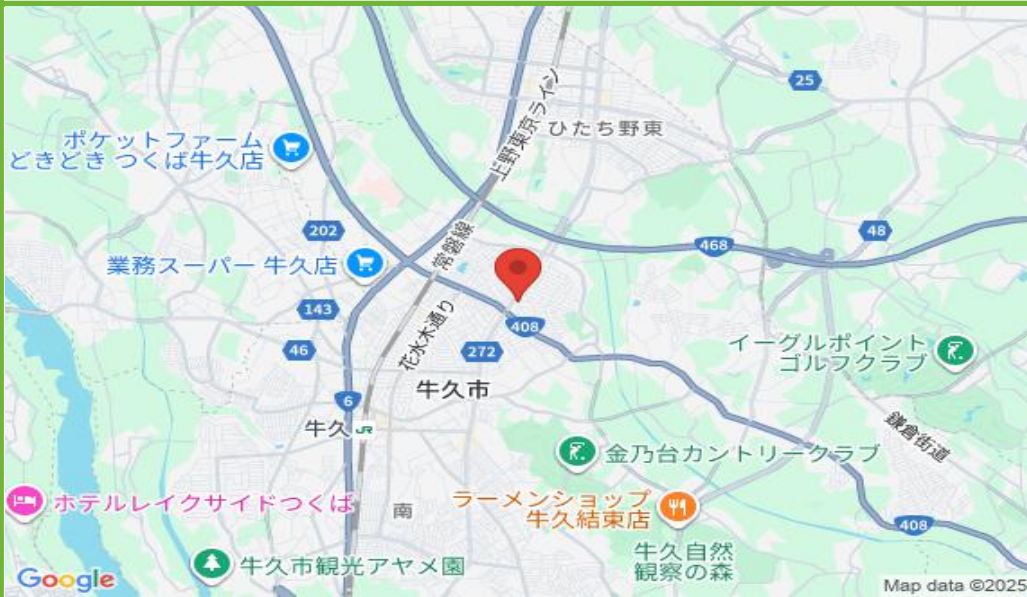 25
上野東京ライン
ひたち野東
ポケットファーム
どきどき つくば牛久店
202
48
468
常磐線
業務スーパー 牛久店
143
花水木通り
408
46
272
イーグルポイント
ゴルフクラブ
牛久市
6
牛久 JR
鎌倉街道
金乃台カントリークラブ
ホテルレイクサイドつくば
ラーメンショップ
牛久結束店
南
408
牛久自然
観察の森
牛久市観光アヤメ園
Google
Map data ©2025